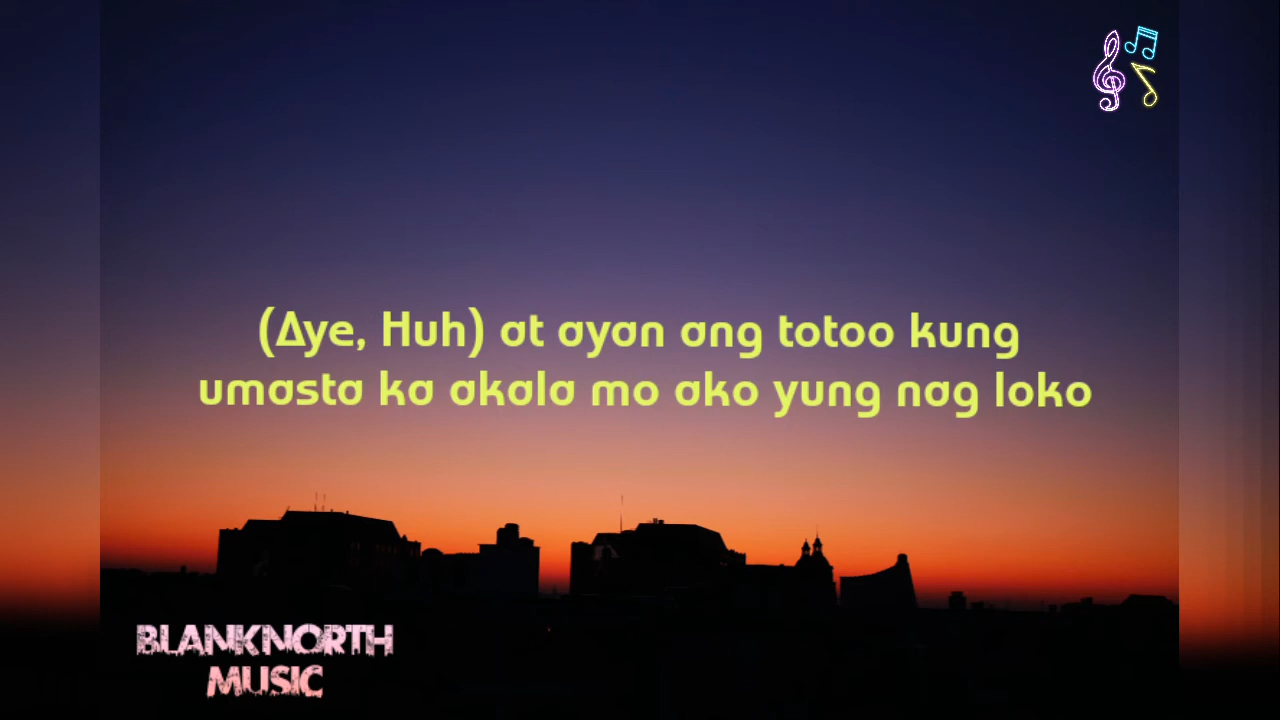 (Aye, Huh) at ayan ang totoo kung
umasta ka akala mo ako yung nag loko
BLANKNORTH
MUSIC